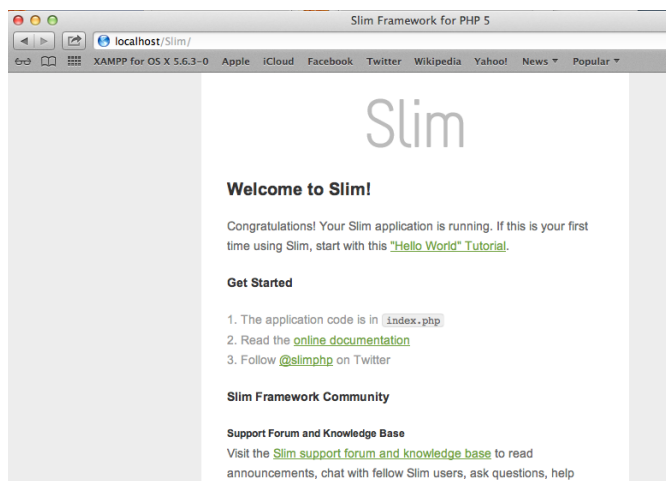 Slim Framework for PHP 5
localhost/Slim/
XAMPP for OS X 5.6.3-0 Apple iCloud Facebook Twitter Wikipedia Yahoo! News Popular
Slim
Welcome to Slim!
Congratulations! Your Slim application is running. If this is your first
time using Slim, start with this "Hello World" Tutorial.
Get Started
1. The application code is in index.php
2. Read the online documentation
3. Follow @slimphp on Twitter
Slim Framework Community
Support Forum and Knowledge Base
Visit the Slim support forum and knowledge base to read
announcements, chat with fellow Slim users, ask questions, help